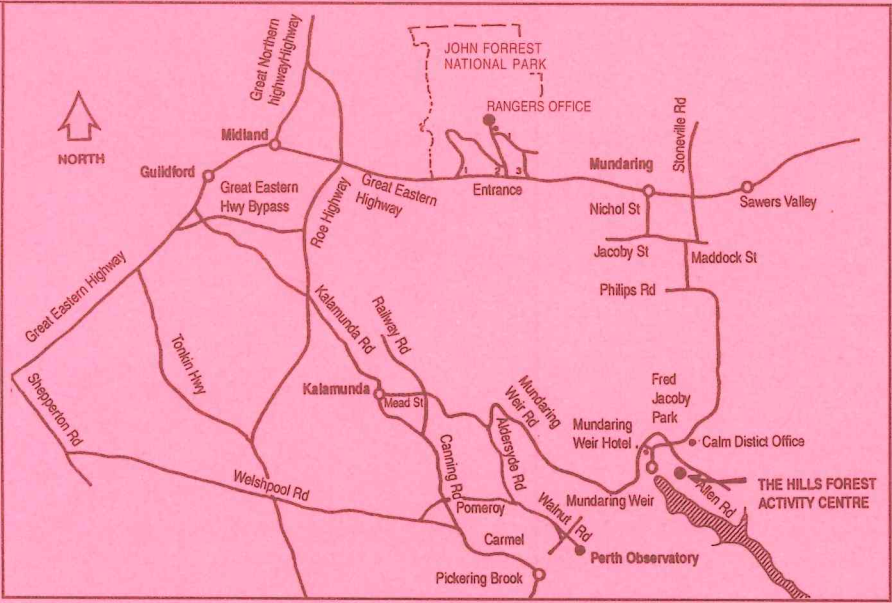 Great Northern
highwayHighway
JOHN FORREST
NATIONAL PARK
RANGERS OFFICE
NORTH
Midland
Guildford
Great Eastern
Hwy Bypass
Roe Highway
Great Eastern
Highway
1 2 3
Entrance
Mundaring
Stoneville Rd
Nichol St
Sawers Valley
Jacoby St
Maddock St
Philips Rd
Great Eastern Highway
Kalamunda Rd
Railway Rd
Tonkin Hwy
Shepperton Rd
Kalamunda
Mead St
Mundaring
Weir Rd
Fred
Jacoby
Park
Mundaring
Weir Hotel
Calm Distict Office
Aldersyde Rd
Canning Rd
Welshpool Rd
Pomeroy
Walnut Rd
Mundaring Weir
Allen Rd
THE HILLS FOREST
ACTIVITY CENTRE
Carmel
Perth Observatory
Pickering Brook